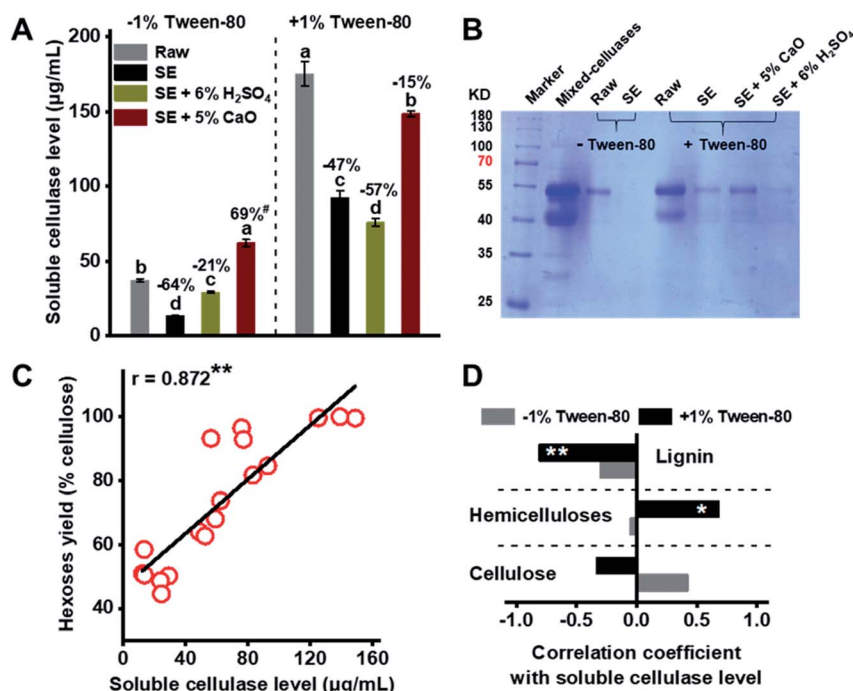 A
-1% Tween-80
+1% Tween-80
Soluble cellulase level (µg/mL)
200
150
100
50
0
Raw
SE
SE + 6% H₂SO₄
SE + 5% CaO
b
-64%
d
-21%
c
69%#
a
a
-47%
c
-57%
d
-15%
b
B
Marker
Mixed-celluases
Raw
SE
Raw
SE
SE + 5% CaO
SE + 6% H₂SO₄
KD
180
130
100
70
55
40
35
25
- Tween-80
+ Tween-80
C
r = 0.872**
Hexoses yield (% cellulose)
100
80
60
40
0
40
80
120
160
Soluble cellulase level (µg/mL)
D
-1% Tween-80
+1% Tween-80
**
Lignin
Hemicelluloses
*
Cellulose
-1.0
-0.5
0.0
0.5
1.0
Correlation coefficient
with soluble cellulase level